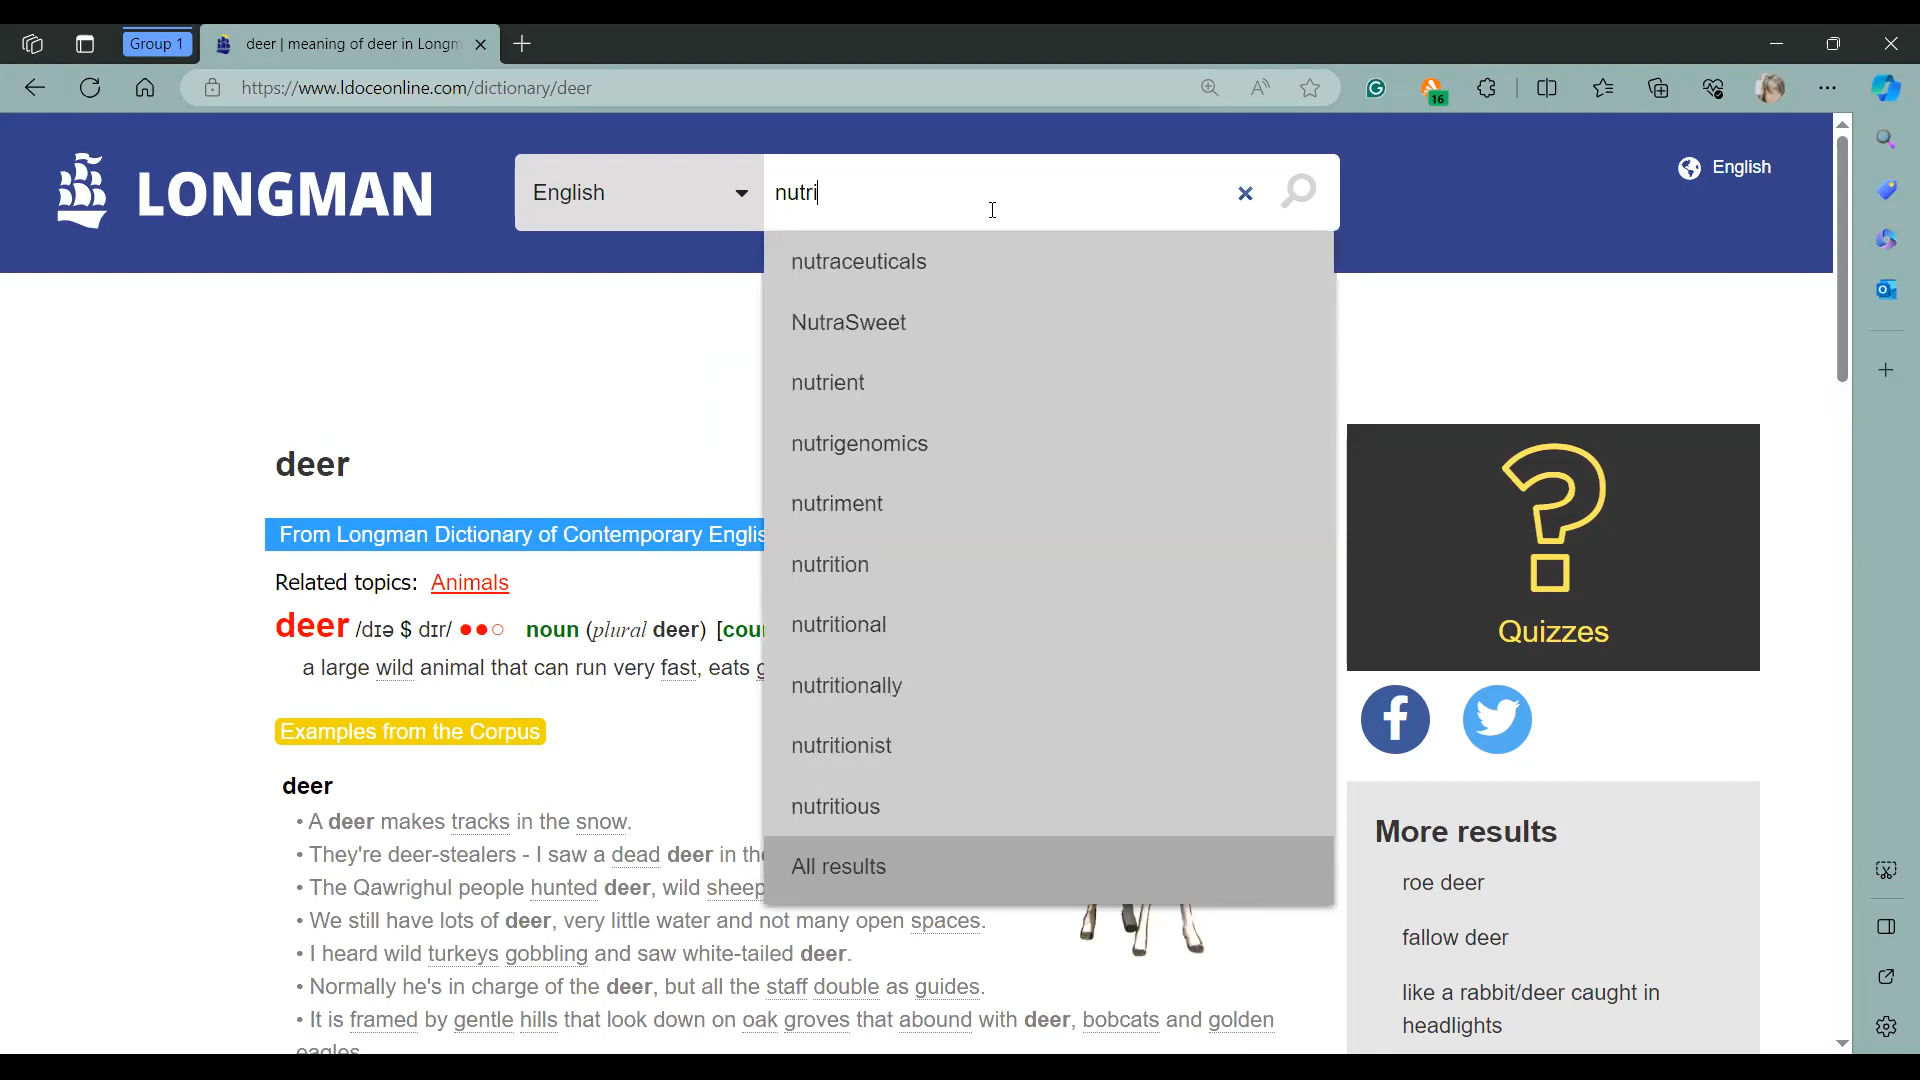 Group 1
deer | meaning of deer in Longm
https://www.ldoceonline.com/dictionary/deer
16
LONGMAN
English
nutri
English
nutraceuticals
NutraSweet
nutrient
nutrigenomics
nutriment
nutrition
nutritional
nutritionally
nutritionist
nutritious
All results
deer
From Longman Dictionary of Contemporary Englis
Related topics: Animals
deer /dɪə $ dɪr/ ●●○ noun (plural deer) [cou
a large wild animal that can run very fast, eats g
Examples from the Corpus
deer
• A deer makes tracks in the snow.
• They're deer-stealers - I saw a dead deer in the
• The Qawrighul people hunted deer, wild sheep
• We still have lots of deer, very little water and not many open spaces.
• I heard wild turkeys gobbling and saw white-tailed deer.
• Normally he's in charge of the deer, but all the staff double as guides.
• It is framed by gentle hills that look down on oak groves that abound with deer, bobcats and golden
eagles
Quizzes
More results
roe deer
fallow deer
like a rabbit/deer caught in
headlights